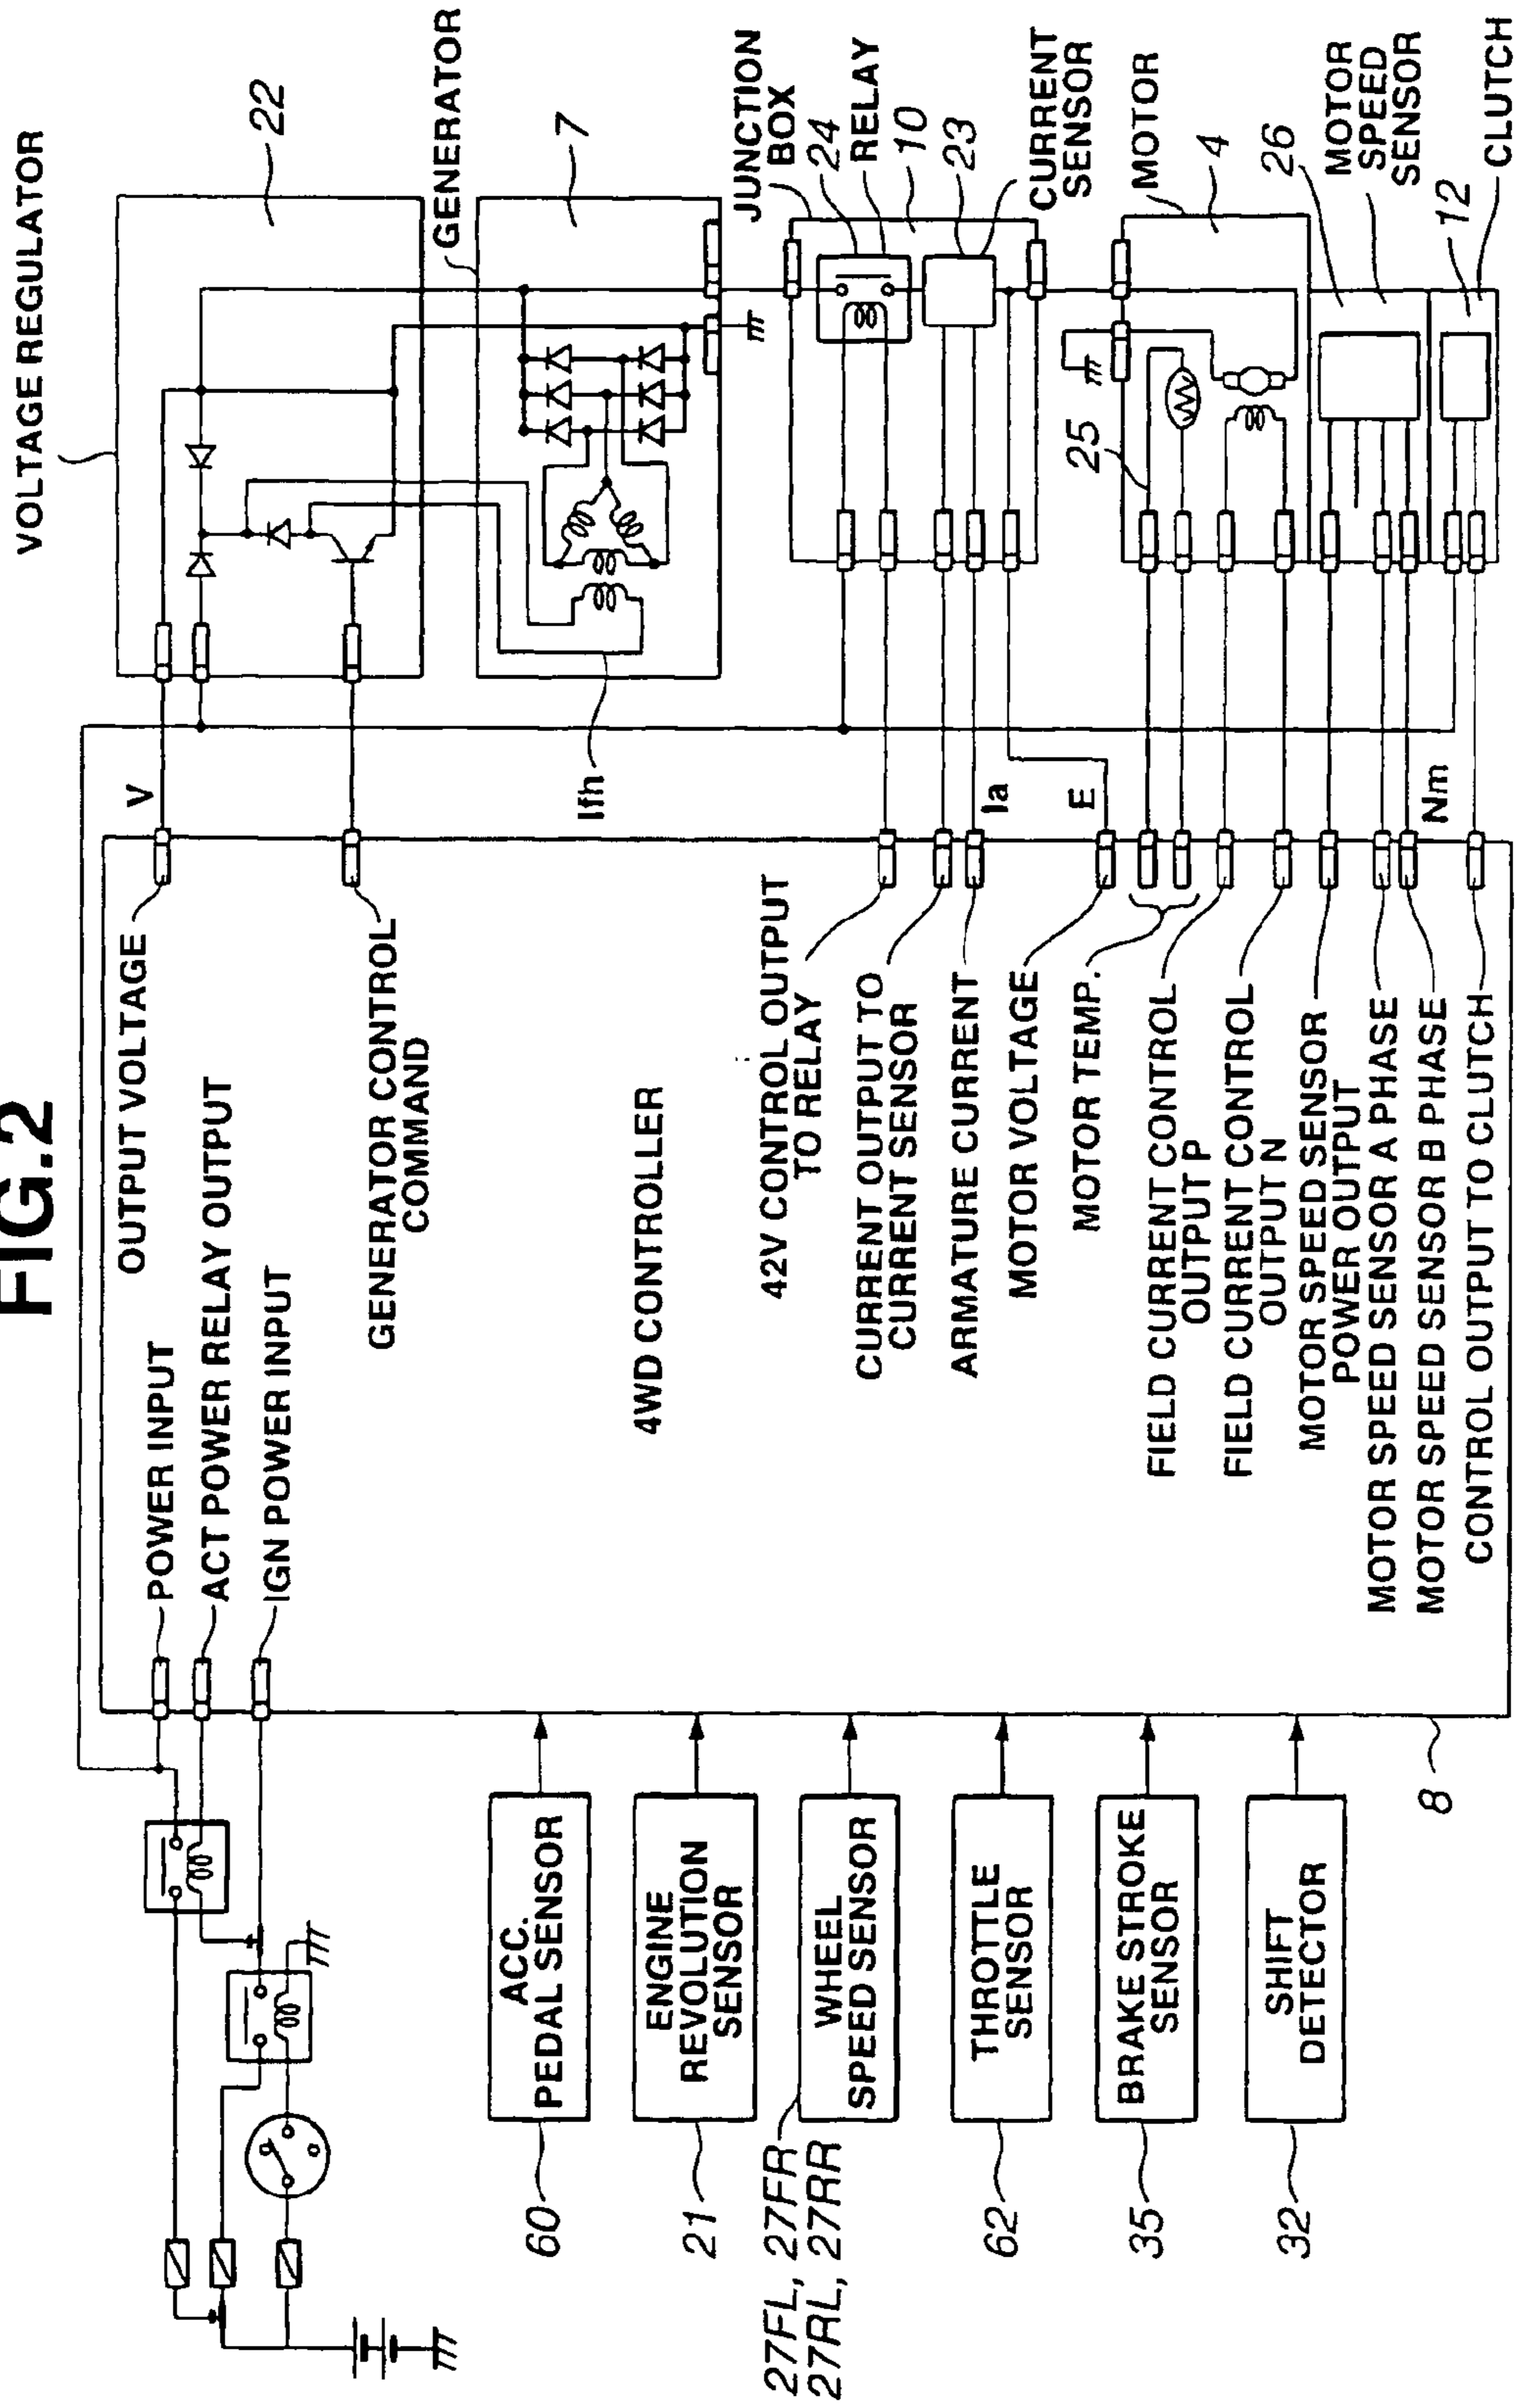 FIG.2
POWER INPUT
ACT POWER RELAY OUTPUT
IGN POWER INPUT
OUTPUT VOLTAGE
V
GENERATOR CONTROL
COMMAND
VOLTAGE REGULATOR
22
GENERATOR
7
Ifh
4WD CONTROLLER
ACC.
PEDAL SENSOR
60
ENGINE
REVOLUTION
SENSOR
21
WHEEL
SPEED SENSOR
27FL, 27FR
27RL, 27RR
THROTTLE
SENSOR
62
BRAKE STROKE
SENSOR
35
SHIFT
DETECTOR
32
8
42V CONTROL OUTPUT
TO RELAY
CURRENT OUTPUT TO
CURRENT SENSOR
ARMATURE CURRENT
Ia
MOTOR VOLTAGE
E
MOTOR TEMP.
FIELD CURRENT CONTROL
OUTPUT P
FIELD CURRENT CONTROL
OUTPUT N
MOTOR SPEED SENSOR
POWER OUTPUT
MOTOR SPEED SENSOR A PHASE
MOTOR SPEED SENSOR B PHASE
Nm
CONTROL OUTPUT TO CLUTCH
JUNCTION
BOX
24
RELAY
10
23
CURRENT
SENSOR
MOTOR
4
25
26
MOTOR
SPEED
SENSOR
12
CLUTCH